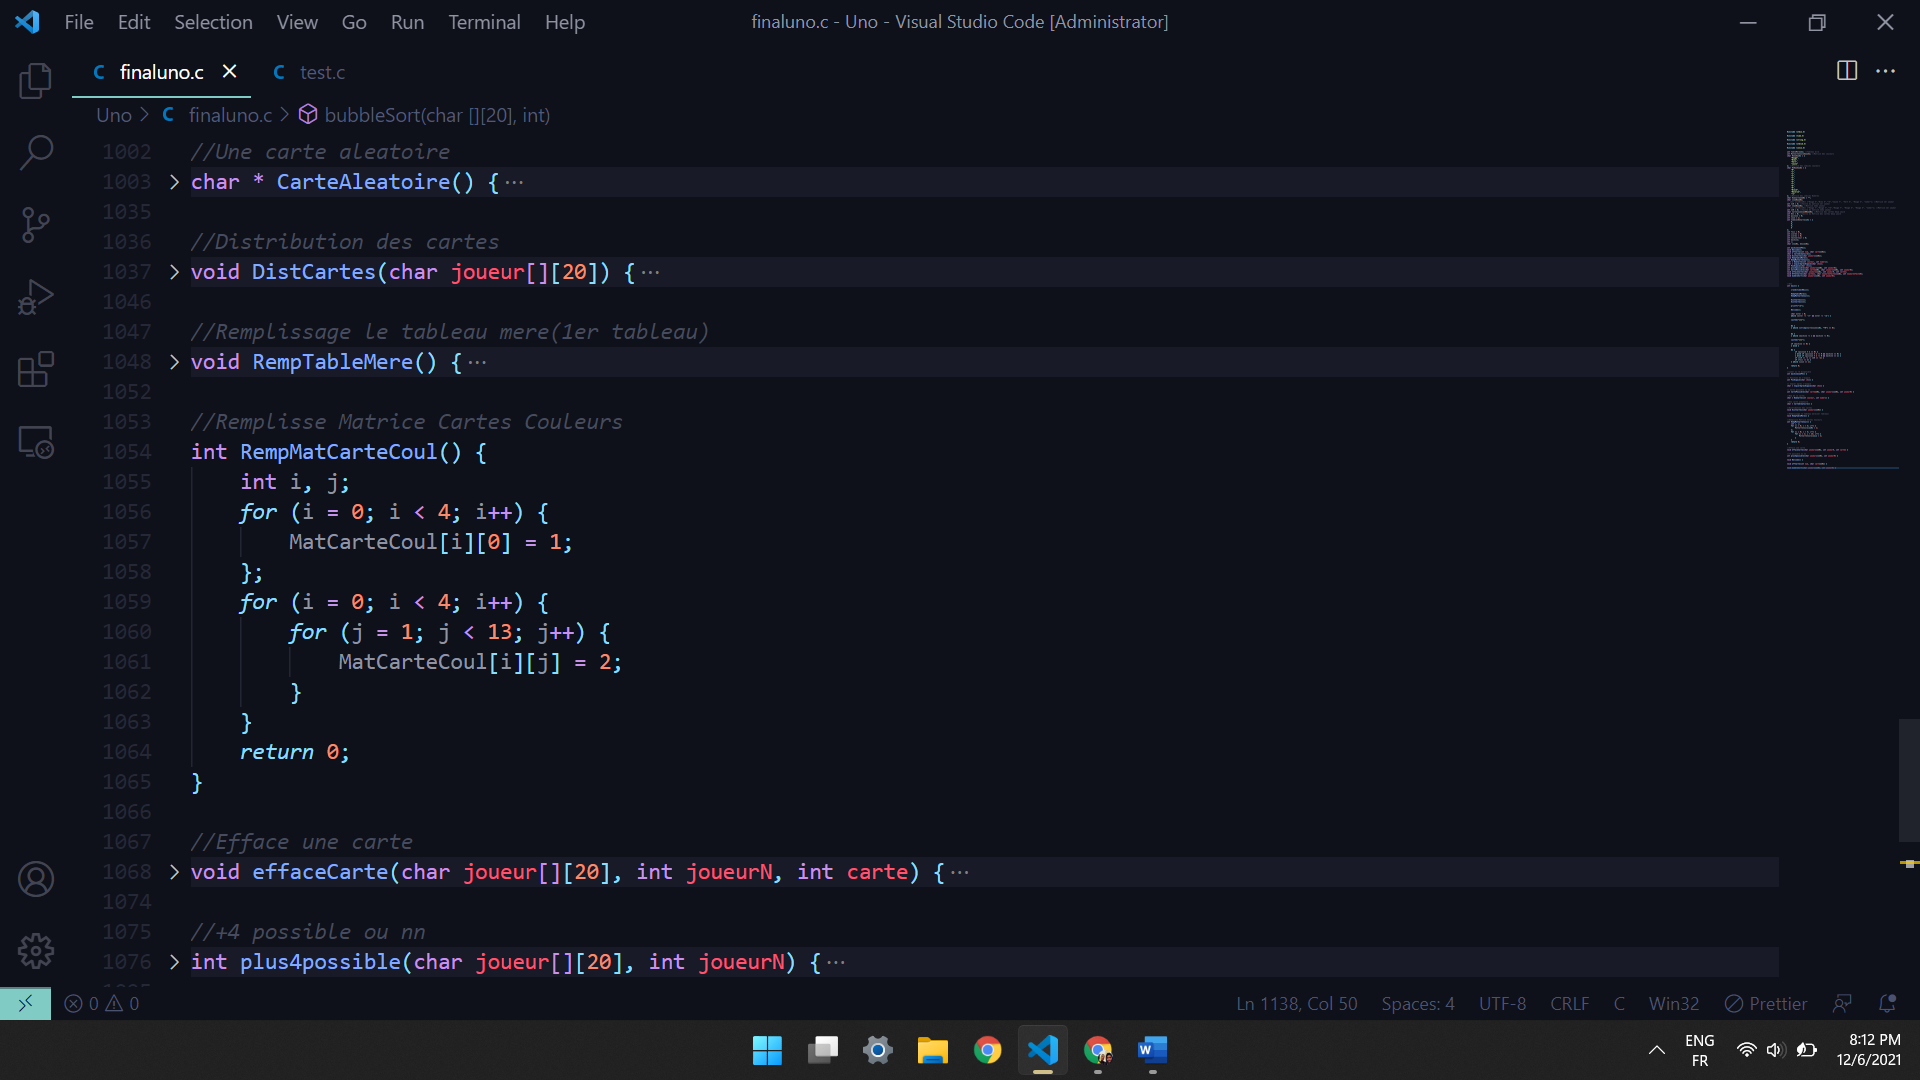 File Edit Selection View Go Run Terminal Help finaluno.c - Uno - Visual Studio Code [Administrator]
C finaluno.c C test.c
Uno > C finaluno.c > bubbleSort(char [][20], int)
1002 //Une carte aleatoire
1003 char * CarteAleatoire() {···
1035
1036 //Distribution des cartes
1037 void DistCartes(char joueur[][20]) {···
1046
1047 //Remplissage le tableau mere(1er tableau)
1048 void RempTableMere() {···
1052
1053 //Remplisse Matrice Cartes Couleurs
1054 int RempMatCarteCoul() {
1055 int i, j;
1056 for (i = 0; i < 4; i++) {
1057 MatCarteCoul[i][0] = 1;
1058 };
1059 for (i = 0; i < 4; i++) {
1060 for (j = 1; j < 13; j++) {
1061 MatCarteCoul[i][j] = 2;
1062 }
1063 }
1064 return 0;
1065 }
1066
1067 //Efface une carte
1068 void effaceCarte(char joueur[][20], int joueurN, int carte) {···
1074
1075 //+4 possible ou nn
1076 int plus4possible(char joueur[][20], int joueurN) {···
0 0 Ln 1138, Col 50 Spaces: 4 UTF-8 CRLF C Win32 Prettier
W ENG FR 8:12 PM
12/6/2021